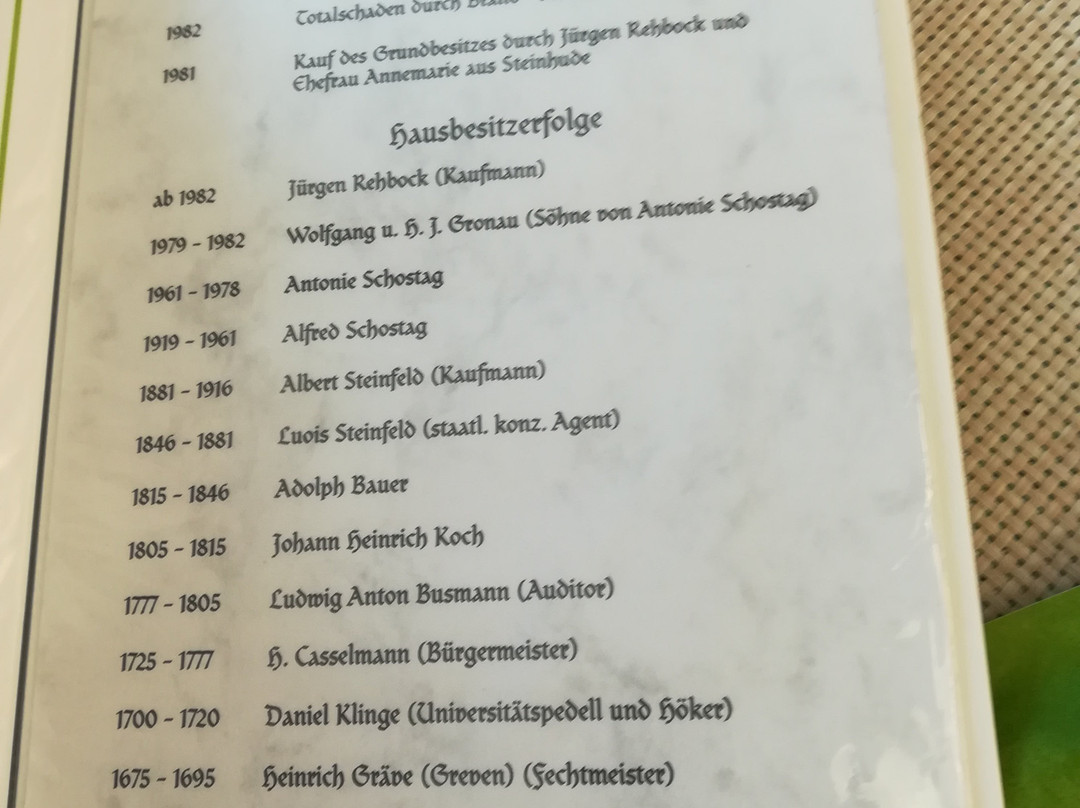 1982 Totalschaden durch
1981 Kauf des Grundbesitzes durch Jürgen Rehbock und
Ehefrau Annemarie aus Steinhude
Hausbesitzerfolge
ab 1982 Jürgen Rehbock (Kaufmann)
1979 - 1982 Wolfgang u. H. J. Gronau (Söhne von Antonie Schostag)
1961 - 1978 Antonie Schostag
1919 - 1961 Alfred Schostag
1881 - 1916 Albert Steinfeld (Kaufmann)
1846 - 1881 Luois Steinfeld (staatl. konz. Agent)
1815 - 1846 Adolph Bauer
1805 - 1815 Johann Heinrich Koch
1777 - 1805 Ludwig Anton Busmann (Auditor)
1725 - 1777 H. Casselmann (Bürgermeister)
1700 - 1720 Daniel Klinge (Universitätspedell und Höker)
1675 - 1695 Heinrich Gräve (Greven) (Fechtmeister)